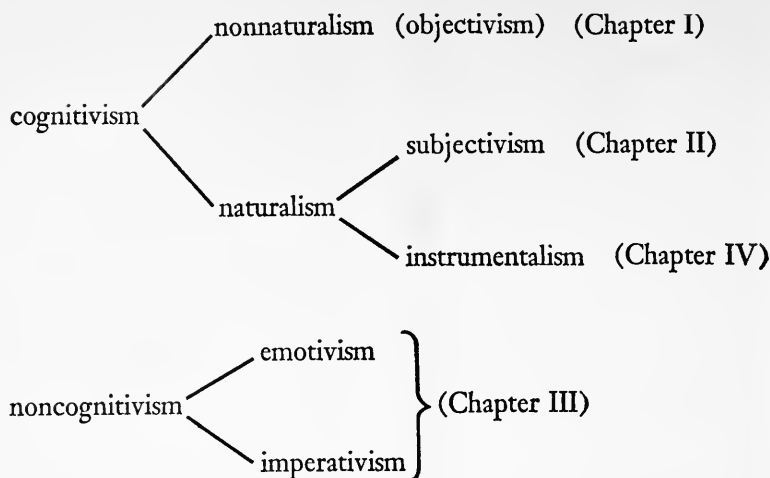 nonnaturalism (objectivism) (Chapter I)
cognitivism
subjectivism (Chapter II)
naturalism
instrumentalism (Chapter IV)
emotivism
noncognitivism
(Chapter III)
imperativism